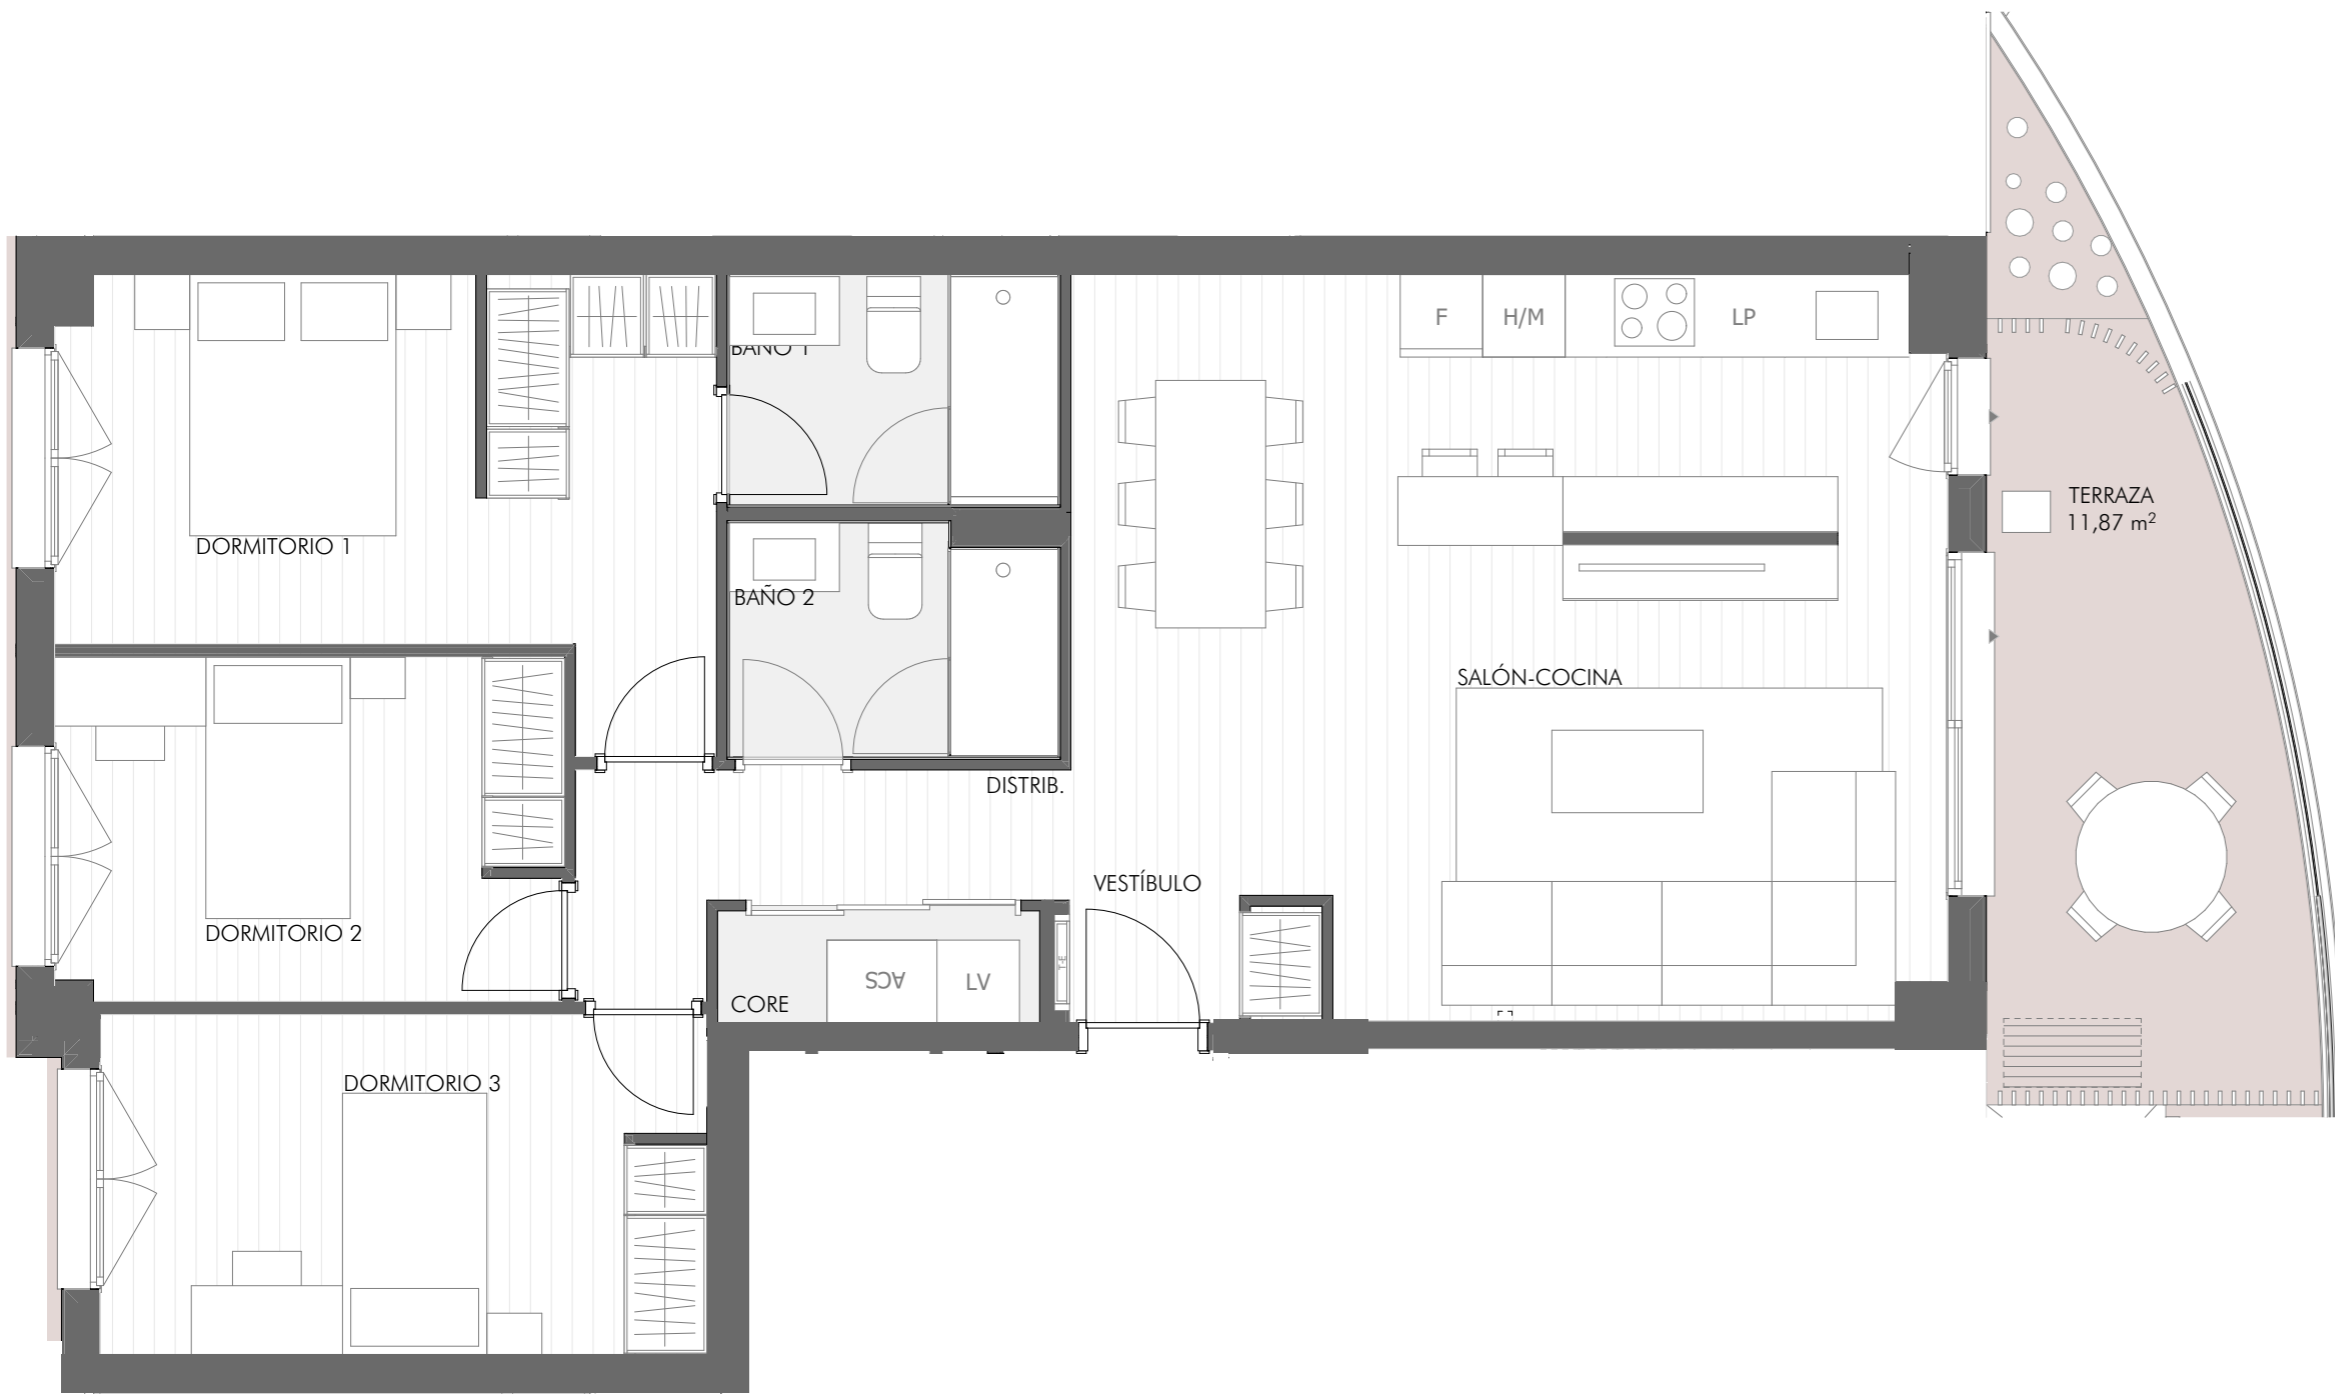 BAÑO 1
F
H/M
LP
TERRAZA
11,87 m²
DORMITORIO 1
BAÑO 2
SALÓN-COCINA
DISTRIB.
VESTÍBULO
DORMITORIO 2
ACS
LV
T-E
CORE
DORMITORIO 3